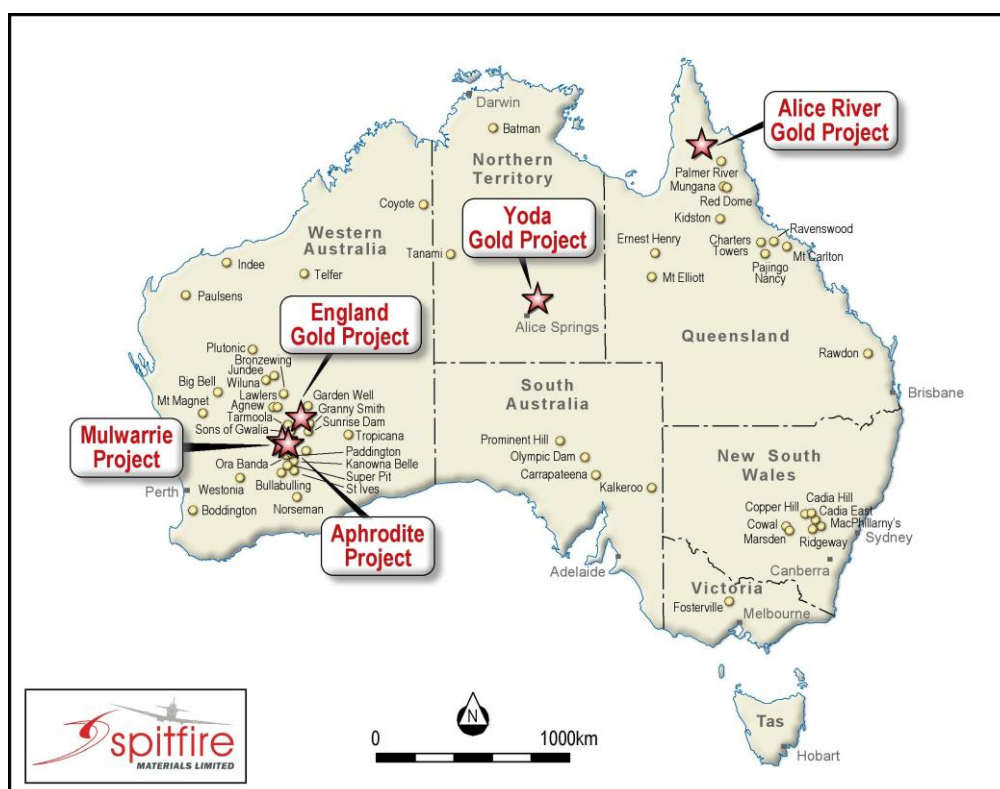 Darwin
Batman
Alice River
Gold Project
Northern
Territory
Palmer River
Mungana
Red Dome
Coyote
Yoda
Gold Project
Kidston
Western
Australia
Ernest Henry
Charters
Towers
Ravenswood
Mt Carlton
Tanami
Pajingo
Nancy
Indee
Telfer
Mt Elliott
Paulsens
England
Gold Project
Alice Springs
Queensland
Plutonic
Bronzewing
Jundee
Wiluna
Rawdon
Big Bell
Lawlers
South
Australia
Brisbane
Mt Magnet
Agnew
Garden Well
Granny Smith
Tarmoola
Sunrise Dam
Sons of Gwalia
Tropicana
Mulwarrie
Project
Prominent Hill
Paddington
Olympic Dam
New South
Wales
Ora Banda
Kanowna Belle
Carrapateena
Super Pit
Kalkeroo
Perth
Westonia
Bullabulling
St Ives
Copper Hill
Cadia Hill
Cadia East
Boddington
Norseman
Cowal
MacPhillarny's
Marsden
Ridgeway
Sydney
Aphrodite
Project
Adelaide
Canberra
Victoria
Fosterville
Melbourne
spitfire
MATERIALS LIMITED
N
0
1000km
Tas
Hobart